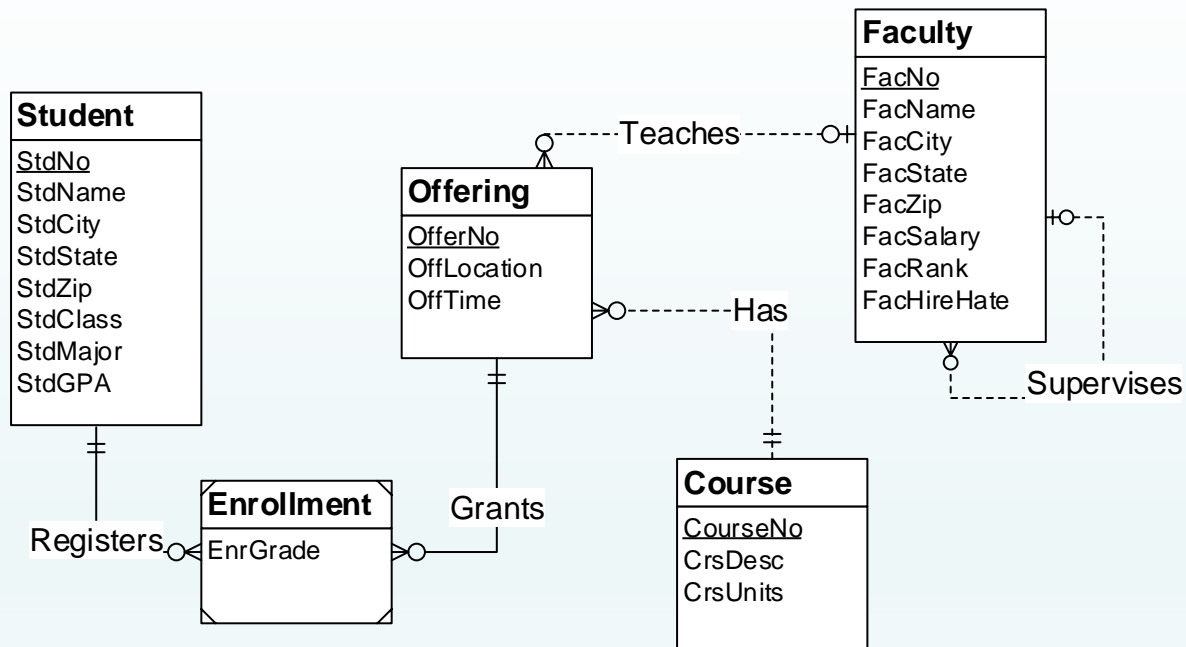 Student
StdNo
StdName
StdCity
StdState
StdZip
StdClass
StdMajor
StdGPA
Registers
Enrollment
EnrGrade
Grants
Offering
OfferNo
OffLocation
OffTime
Teaches
Has
Faculty
FacNo
FacName
FacCity
FacState
FacZip
FacSalary
FacRank
FacHireHate
Supervises
Course
CourseNo
CrsDesc
CrsUnits